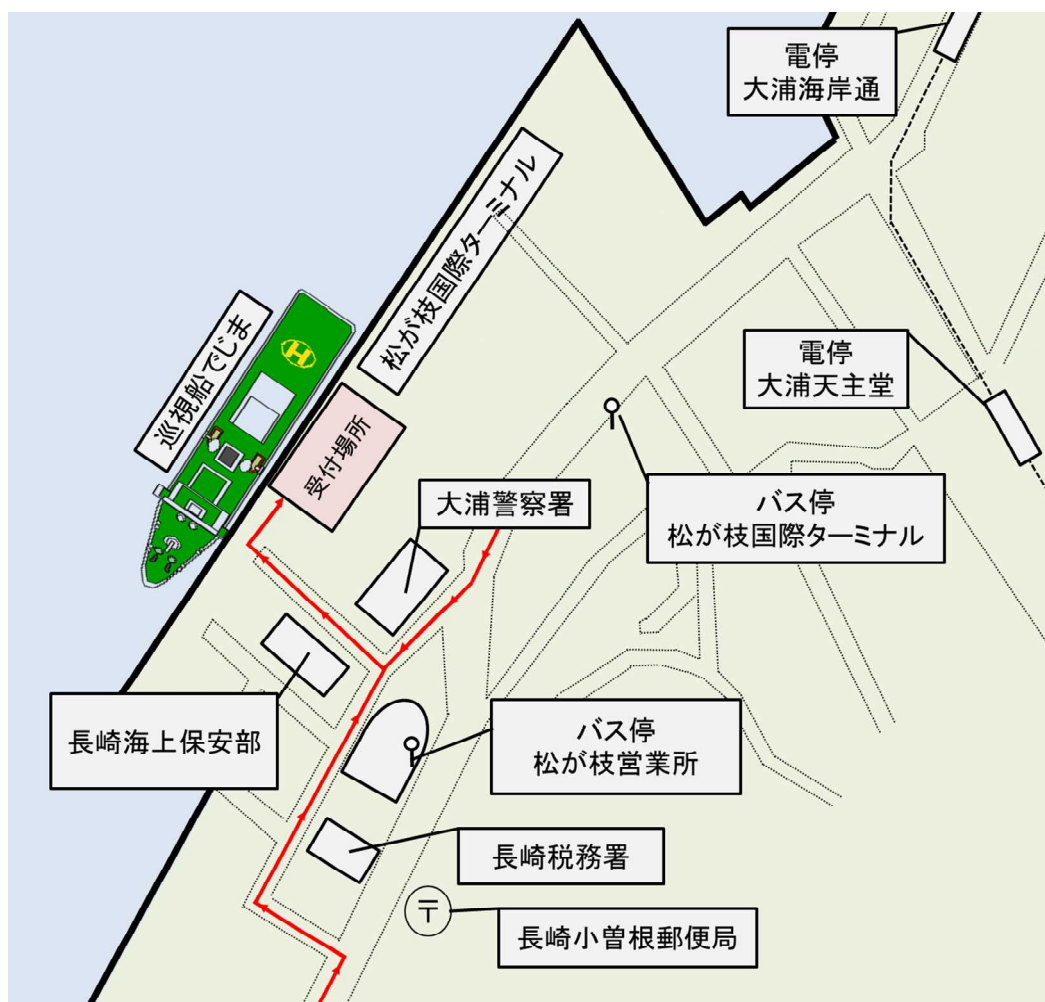 電停
大浦海岸通
松が枝国際ターミナル
巡視船でじま
H
電停
大浦天主堂
受付場所
大浦警察署
バス停
松が枝国際ターミナル
長崎海上保安部
バス停
松が枝営業所
長崎税務署
〒
長崎小曽根郵便局